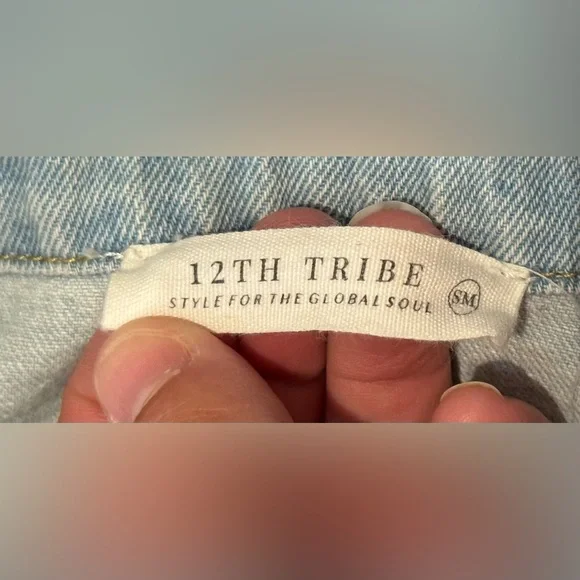 12TH TRIBE
STYLE FOR THE GLOBAL SOUL
SM